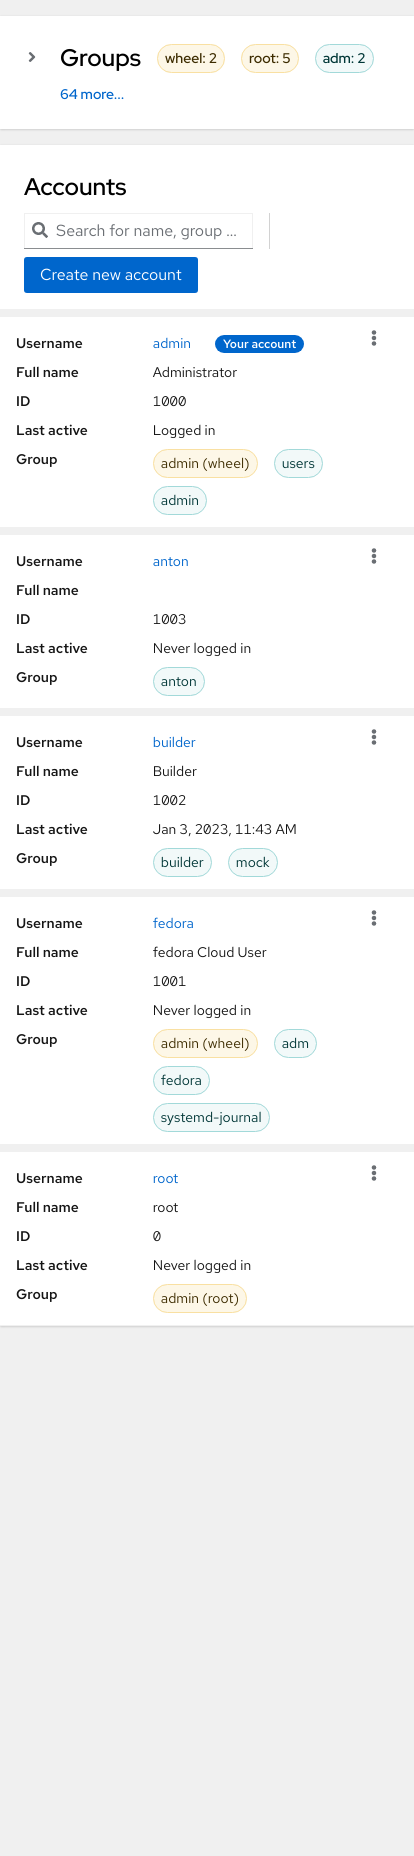 Groups wheel: 2 root: 5 adm: 2
64 more...
Accounts
Search for name, group ...
Create new account
Username admin Your account
Full name Administrator
ID 1000
Last active Logged in
Group admin (wheel) users
admin
Username anton
Full name
ID 1003
Last active Never logged in
Group anton
Username builder
Full name Builder
ID 1002
Last active Jan 3, 2023, 11:43 AM
Group builder mock
Username fedora
Full name fedora Cloud User
ID 1001
Last active Never logged in
Group admin (wheel) adm
fedora
systemd-journal
Username root
Full name root
ID 0
Last active Never logged in
Group admin (root)